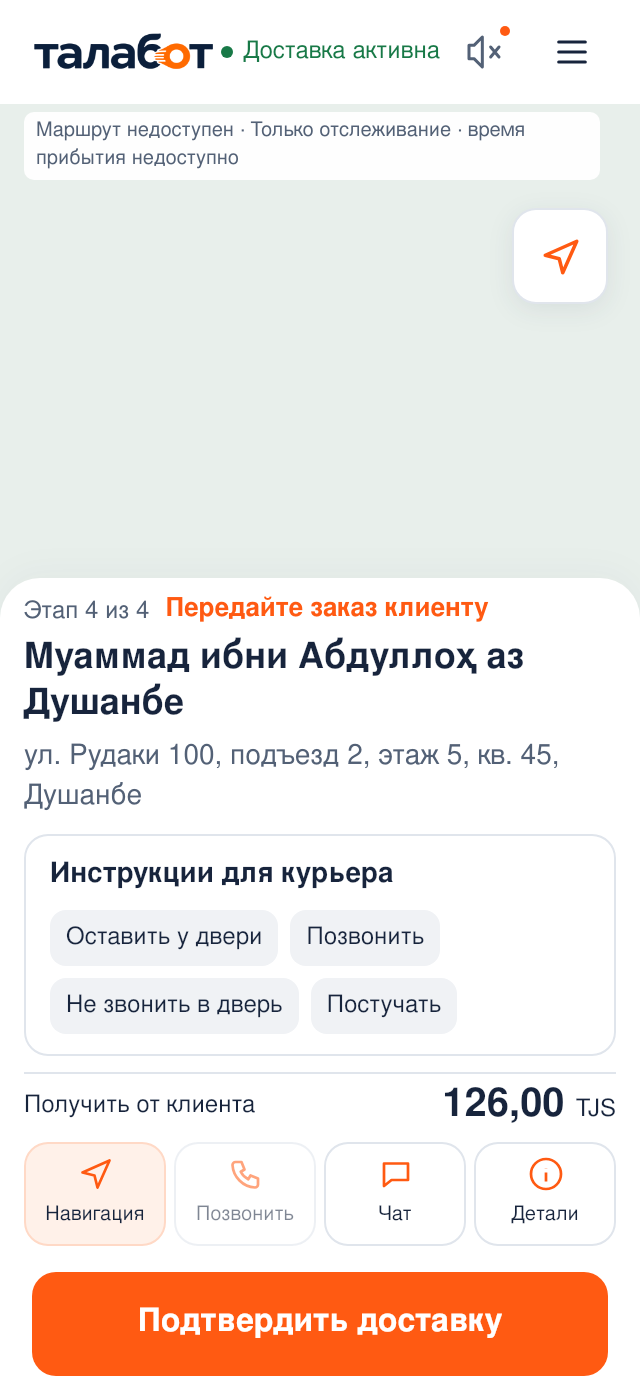 талабот
Доставка активна
Маршрут недоступен · Только отслеживание · время
прибытия недоступно
Этап 4 из 4 Передайте заказ клиенту
Муаммад ибни Абдуллоҳ аз
Душанбе
ул. Рудаки 100, подъезд 2, этаж 5, кв. 45,
Душанбе
Инструкции для курьера
Оставить у двери
Позвонить
Не звонить в дверь
Постучать
Получить от клиента
126,00 TJS
Навигация
Позвонить
Чат
Детали
Подтвердить доставку